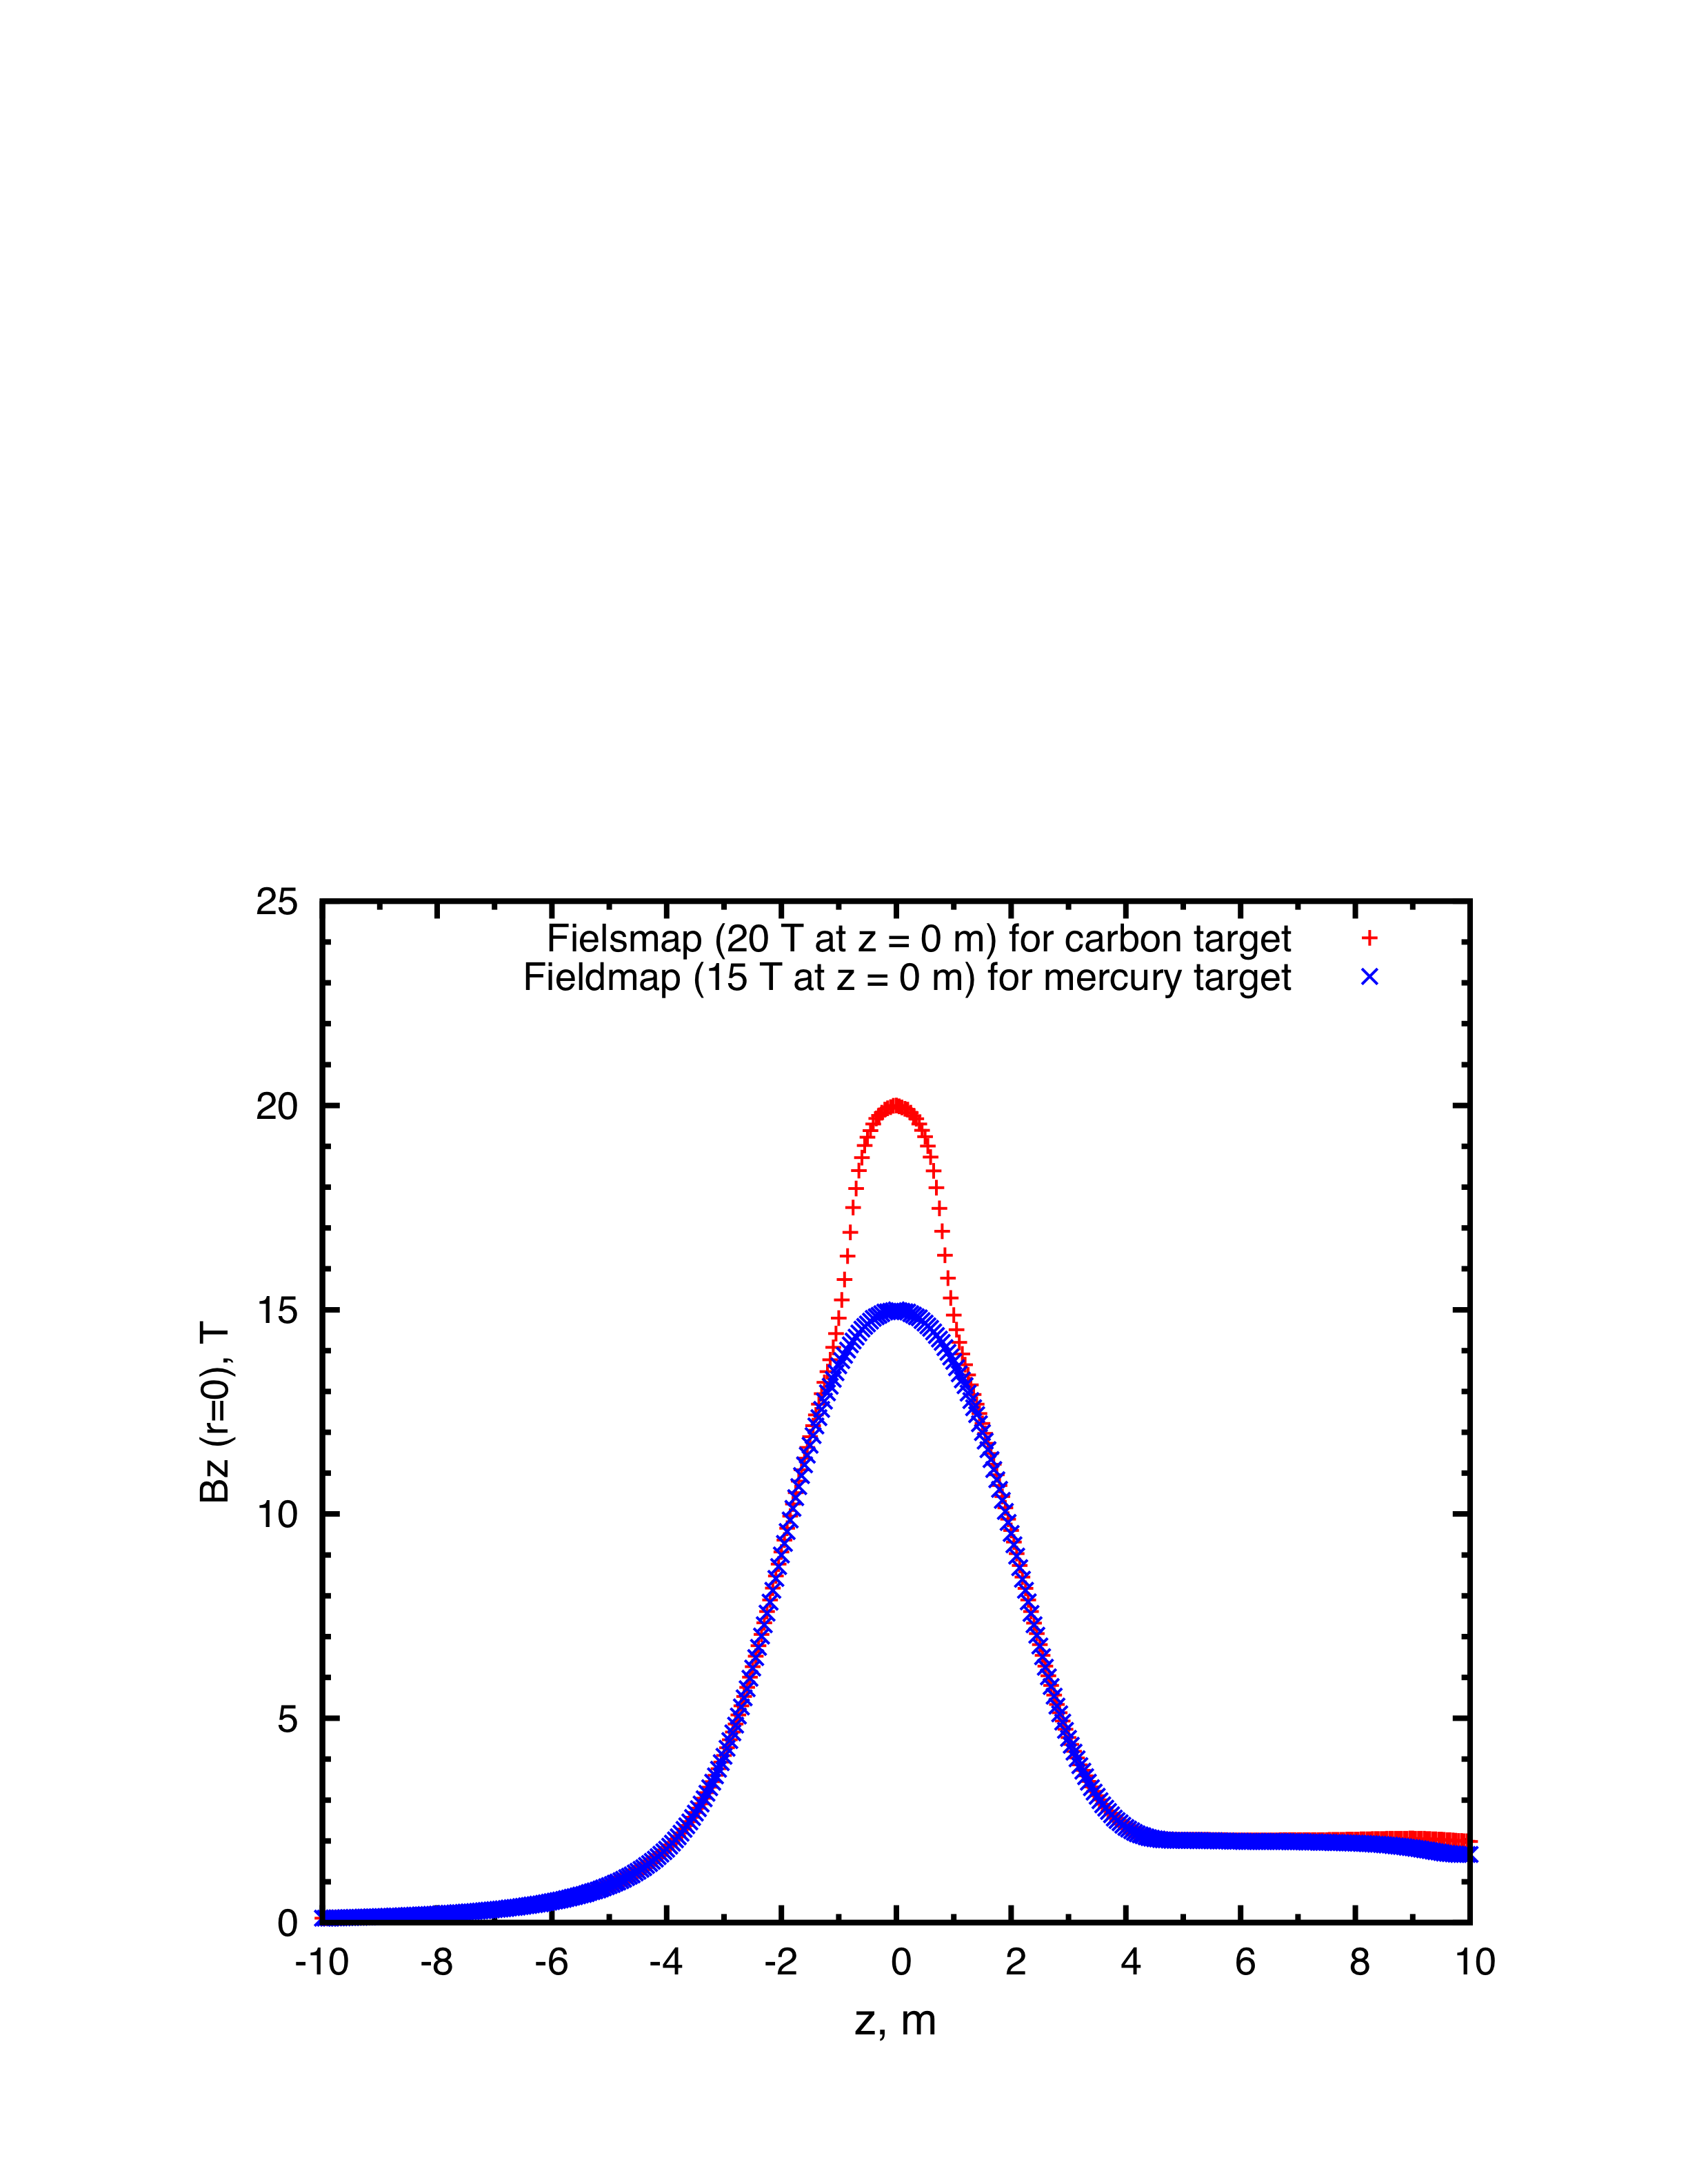 25
Fielsmap (20 T at z = 0 m) for carbon target
Fieldmap (15 T at z = 0 m) for mercury target
20
15
10
5
0
Bz (r=0), T
-10 -8 -6 -4 -2 0 2 4 6 8 10
z, m